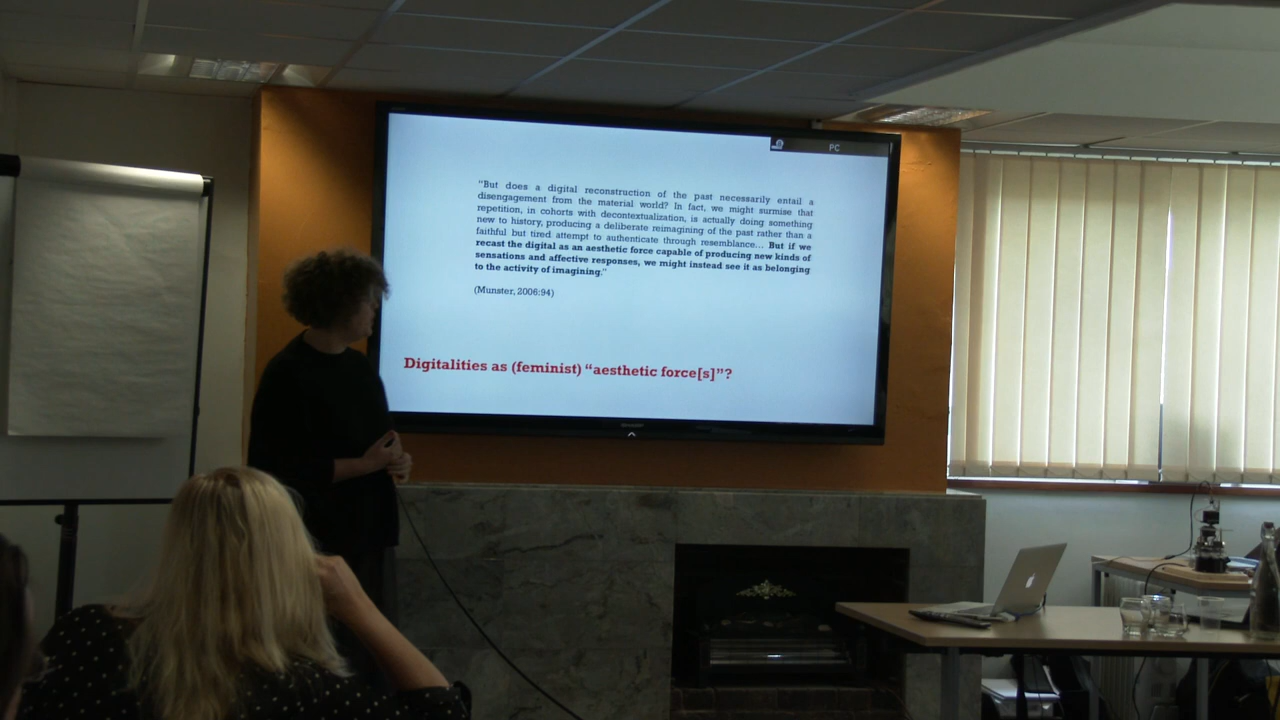 PC
"But does a digital reconstruction of the past necessarily entail a
disengagement from the material world? In fact, we might surmise that
repetition, in cohorts with decontextualization, is actually doing something
new to history, producing a deliberate reimagining of the past rather than a
faithful but tired attempt to authenticate through resemblance... But if we
recast the digital as an aesthetic force capable of producing new kinds of
sensations and affective responses, we might instead see it as belonging
to the activity of imagining."
(Munster, 2006:94)
Digitalities as (feminist) “aesthetic force[s]”?